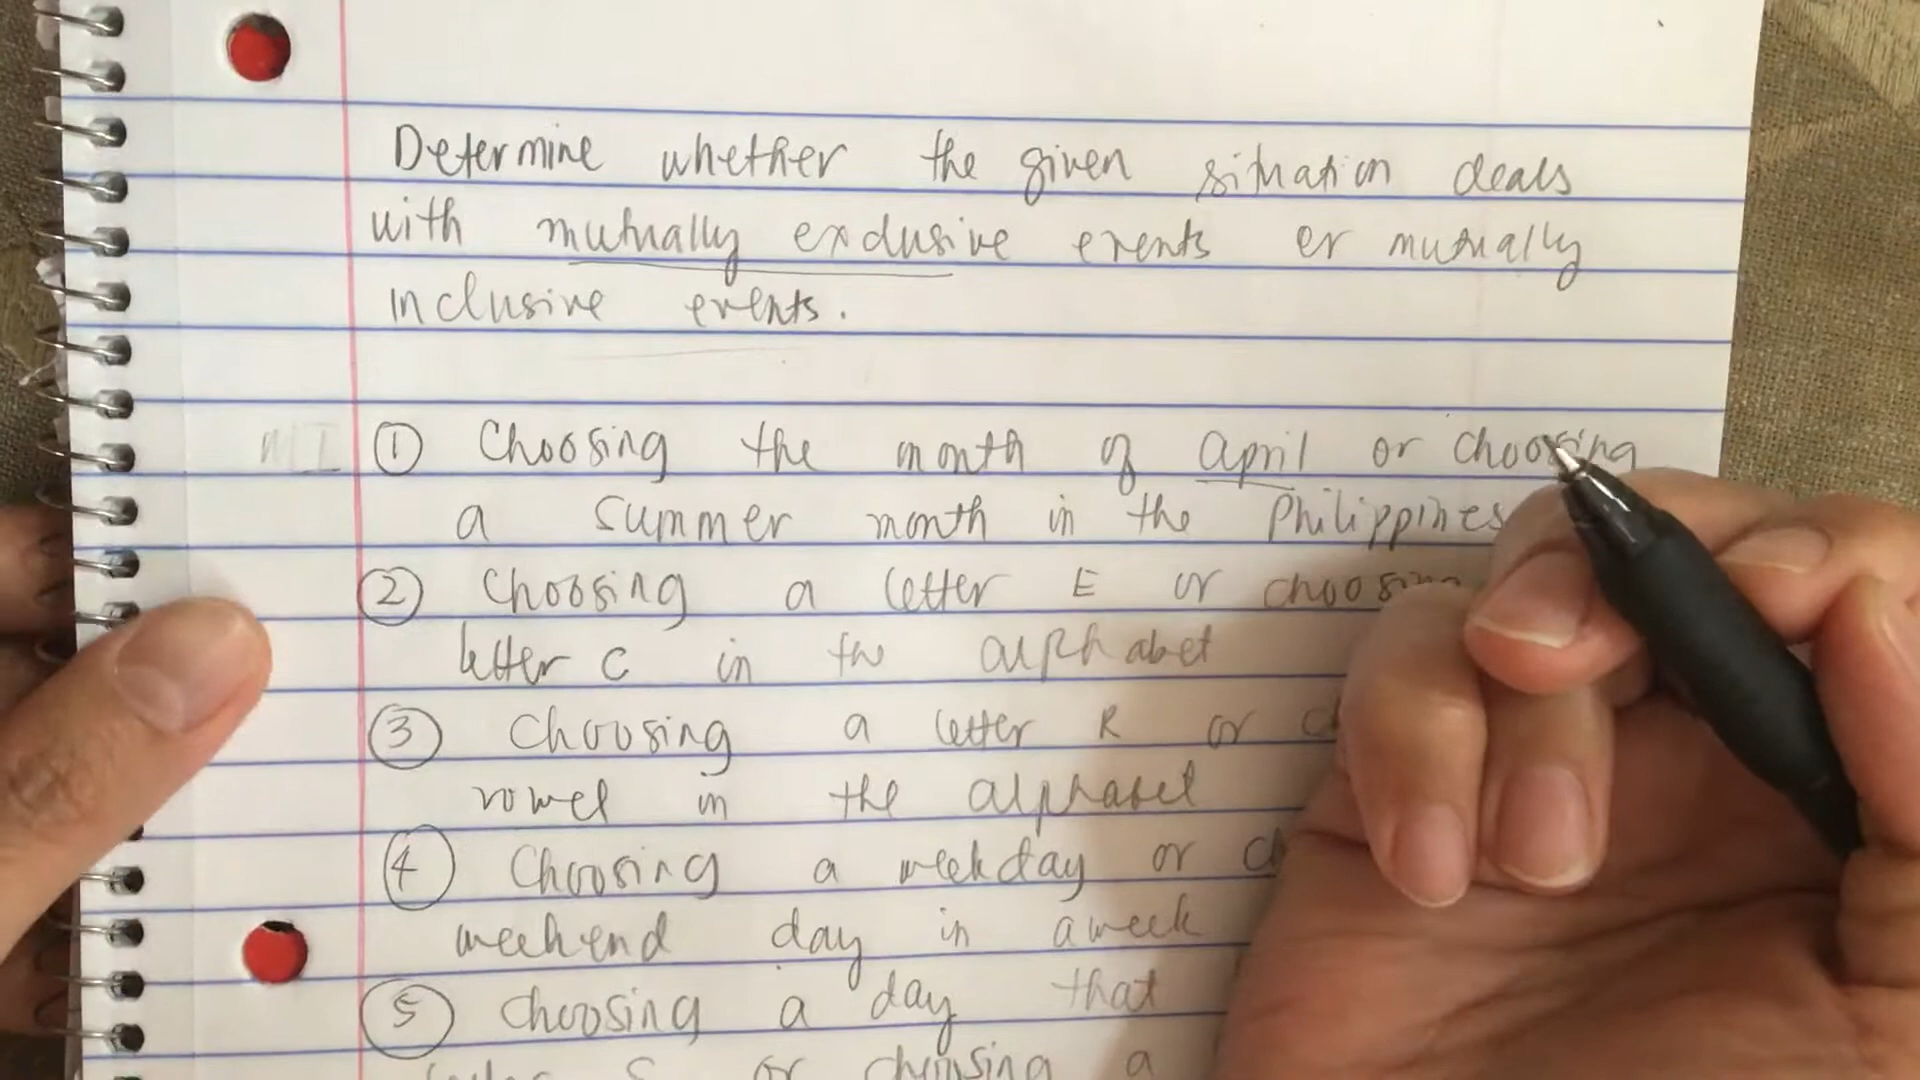 Determine whether the given situation deals
with mutually exclusive events or mutually
inclusive events.
① Choosing the month of april or choosing
a summer month in the Philippines
② Choosing a letter E or choosing
letter C in the alphabet
③ Choosing a letter R or
vowel in the alphabet
④ Choosing a weekday or
weekend day in a week
⑤ Choosing a day that
or choosing a